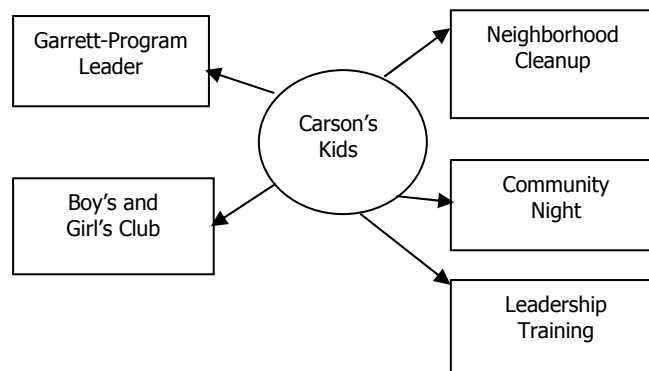 Garrett-Program
Leader
Neighborhood
Cleanup
Carson’s
Kids
Boy’s and
Girl’s Club
Community
Night
Leadership
Training